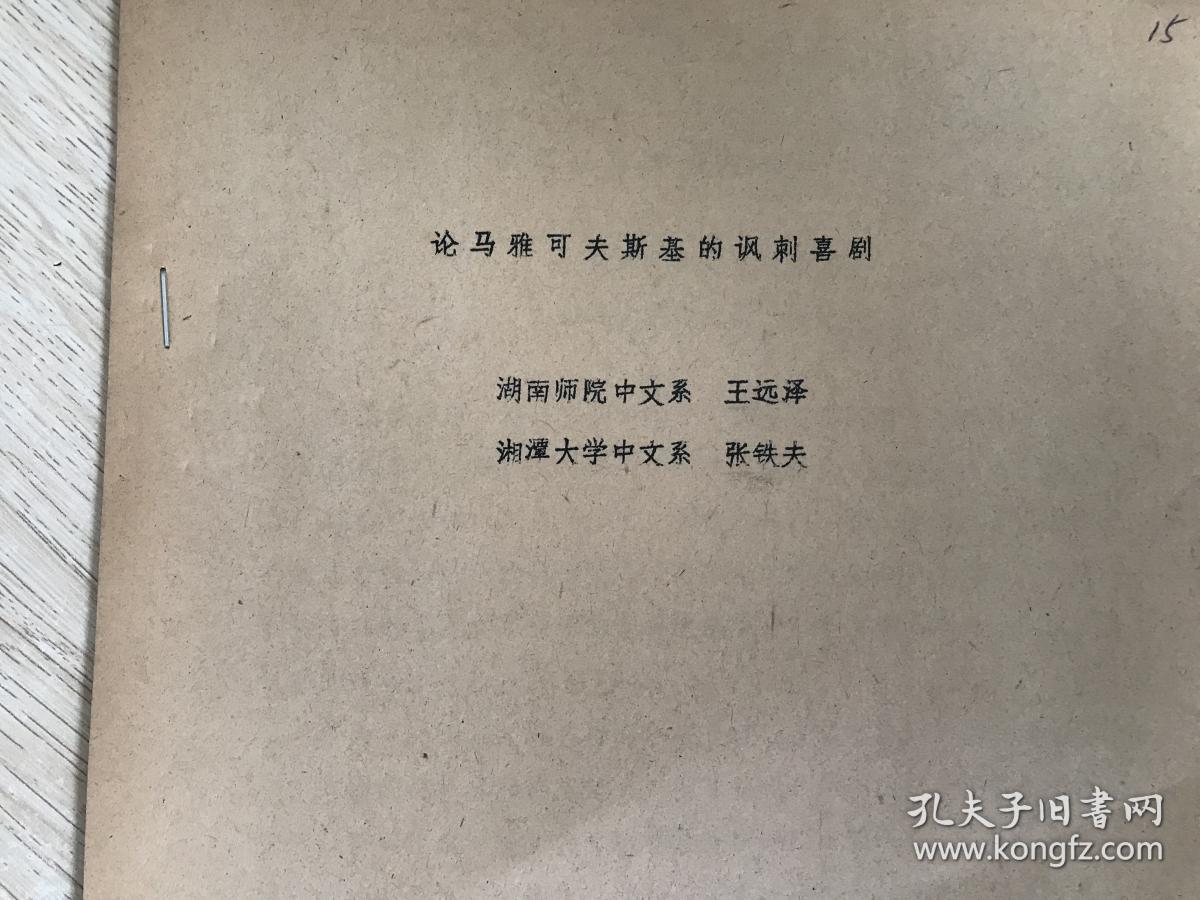 15
论马雅可夫斯基的讽刺喜剧
湖南师院中文系 王远泽
湘潭大学中文系 张铁夫
孔夫子旧書网
www.kongfz.com